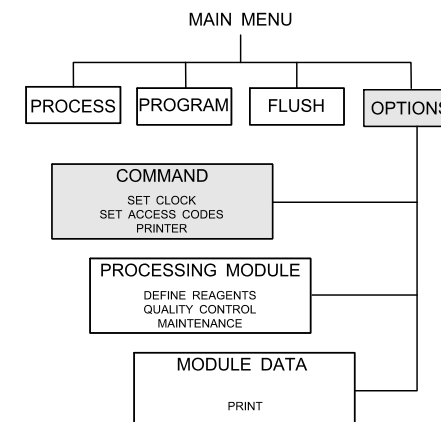 MAIN MENU
PROCESS PROGRAM FLUSH OPTIONS
COMMAND
SET CLOCK
SET ACCESS CODES
PRINTER
PROCESSING MODULE
DEFINE REAGENTS
QUALITY CONTROL
MAINTENANCE
MODULE DATA
PRINT